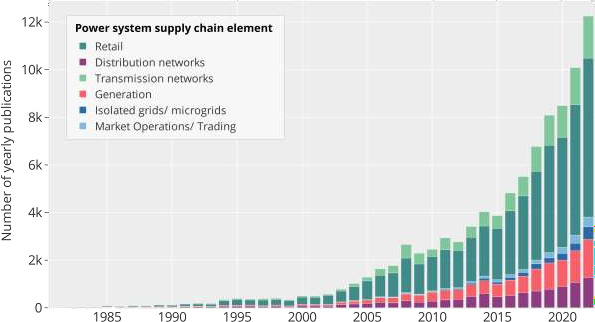 Power system supply chain element
Retail
Distribution networks
Transmission networks
Generation
Isolated grids/ microgrids
Market Operations/ Trading
Number of yearly publications
12k
10k
8k
6k
4k
2k
0
1985 1990 1995 2000 2005 2010 2015 2020